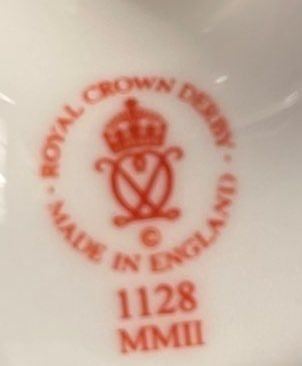 · ROYAL CROWN DERBY ·
MADE IN ENGLAND
©
1128
MMII